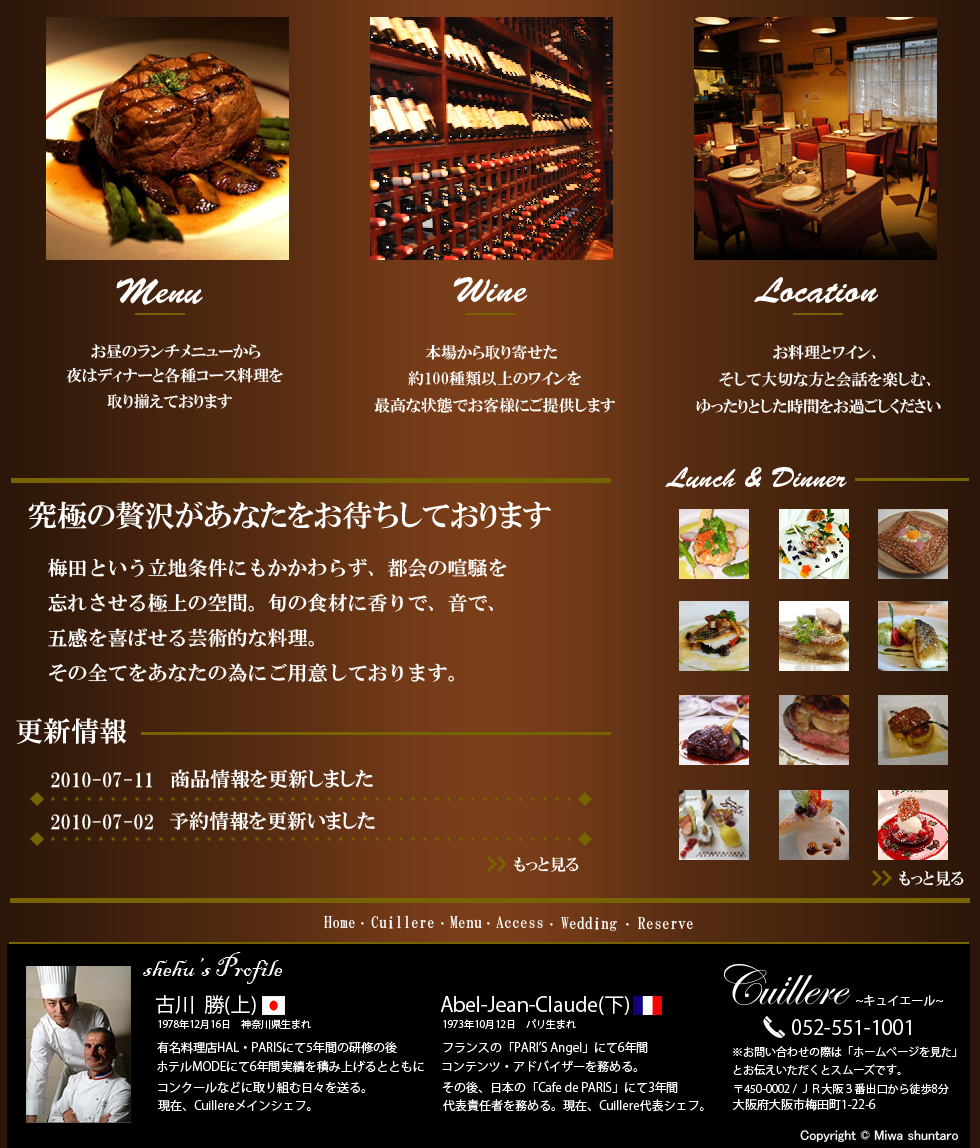 Menu
お昼のランチメニューから
夜はディナーと各種コース料理を
取り揃えております
Wine
本場から取り寄せた
約100種類以上のワインを
最高な状態でお客様にご提供します
Location
お料理とワイン、
そして大切な方と会話を楽しむ、
ゆったりとした時間をお過ごしください
究極の贅沢があなたをお待ちしております
梅田という立地条件にもかかわらず、都会の喧騒を
忘れさせる極上の空間。旬の食材に香りで、音で、
五感を喜ばせる芸術的な料理。
その全てをあなたの為にご用意しております。
更新情報
2010-07-11 商品情報を更新しました
2010-07-02 予約情報を更新いました
もっと見る
Lunch & Dinner
もっと見る
Home・Cuillere・Menu・Access・Wedding・Reserve
shehu's Profile
古川 勝(上)
1978年12月16日 神奈川県生まれ
有名料理店HAL・PARISにて5年間の研修の後
ホテルMODEにて6年間実績を積み上げるとともに
コンクールなどに取り組む日々を送る。
現在、Cuillereメインシェフ。
Abel-Jean-Claude(下)
1973年10月12日 パリ生まれ
フランスの「PARI'S Angel」にて6年間
コンテンツ・アドバイザーを務める。
その後、日本の「Cafe de PARIS」にて3年間
代表責任者を務める。現在、Cuillere代表シェフ。
Cuillere ~キュイエール~
052-551-1001
※お問い合わせの際は「ホームページを見た」
とお伝えいただくとスムーズです。
〒450-0002 / ＪＲ大阪３番出口から徒歩8分
大阪府大阪市梅田町1-22-6
Copyright © Miwa shuntaro